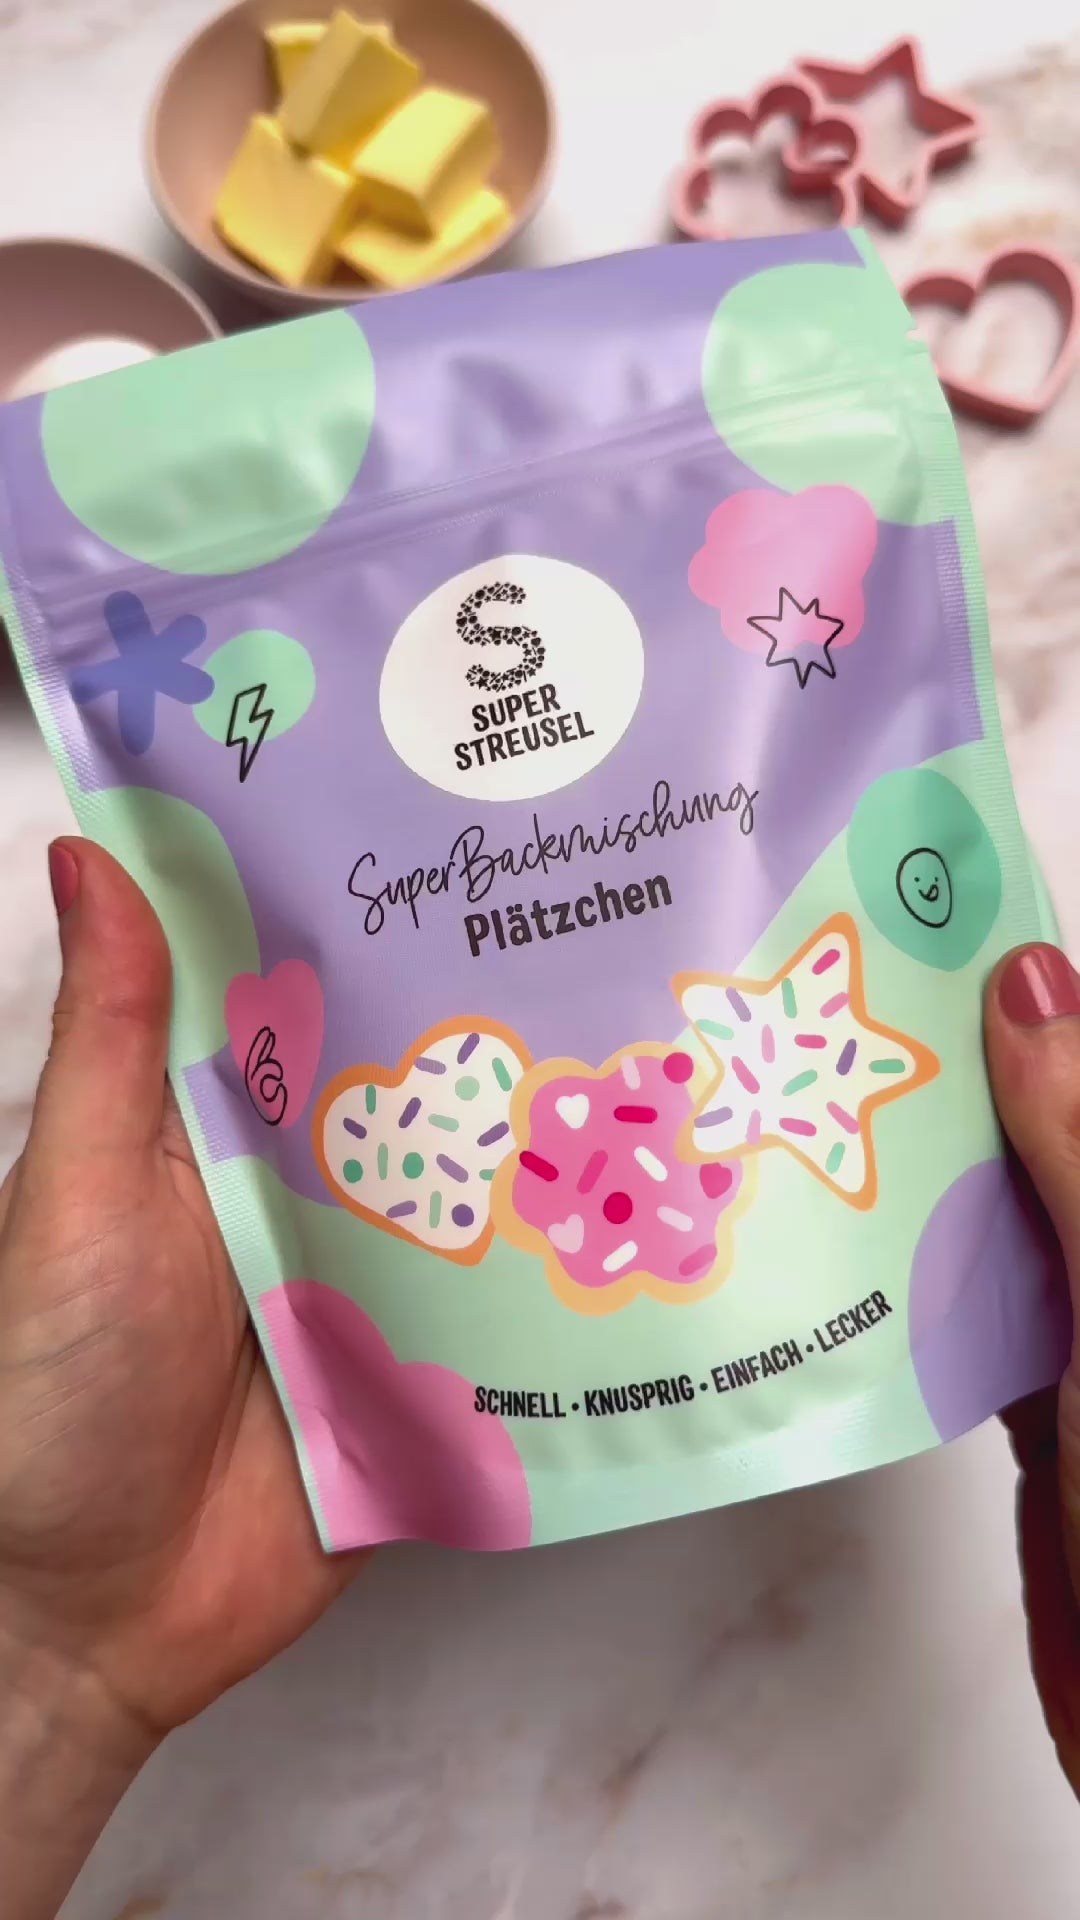 S
SUPER
STREUSEL
SuperBackmischung
Plätzchen
SCHNELL • KNUSPRIG • EINFACH • LECKER